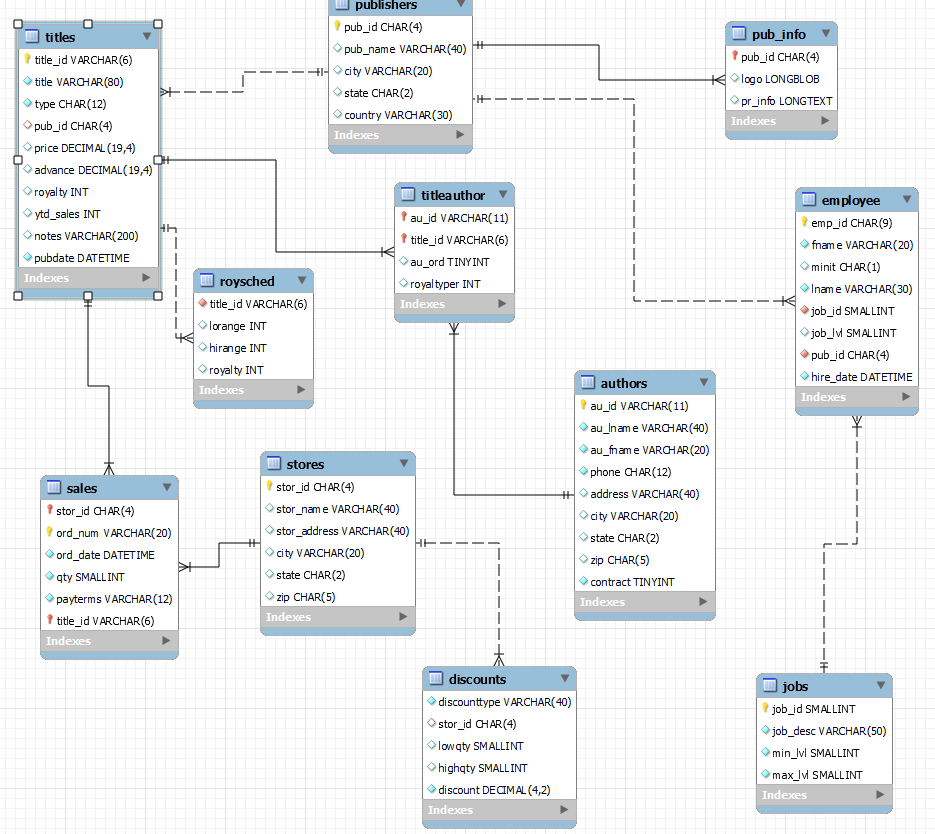 publishers
pub_id CHAR(4)
pub_name VARCHAR(40)
city VARCHAR(20)
state CHAR(2)
country VARCHAR(30)
Indexes
titles
title_id VARCHAR(6)
title VARCHAR(80)
type CHAR(12)
pub_id CHAR(4)
price DECIMAL(19,4)
advance DECIMAL(19,4)
royalty INT
ytd_sales INT
notes VARCHAR(200)
pubdate DATETIME
Indexes
pub_info
pub_id CHAR(4)
logo LONGBLOB
pr_info LONGTEXT
Indexes
titleauthor
au_id VARCHAR(11)
title_id VARCHAR(6)
au_ord TINYINT
royaltyper INT
Indexes
employee
emp_id CHAR(9)
fname VARCHAR(20)
minit CHAR(1)
lname VARCHAR(30)
job_id SMALLINT
job_lvl SMALLINT
pub_id CHAR(4)
hire_date DATETIME
Indexes
roysched
title_id VARCHAR(6)
lorange INT
hirange INT
royalty INT
Indexes
authors
au_id VARCHAR(11)
au_lname VARCHAR(40)
au_fname VARCHAR(20)
phone CHAR(12)
address VARCHAR(40)
city VARCHAR(20)
state CHAR(2)
zip CHAR(5)
contract TINYINT
Indexes
sales
stor_id CHAR(4)
ord_num VARCHAR(20)
ord_date DATETIME
qty SMALLINT
payterms VARCHAR(12)
title_id VARCHAR(6)
Indexes
stores
stor_id CHAR(4)
stor_name VARCHAR(40)
stor_address VARCHAR(40)
city VARCHAR(20)
state CHAR(2)
zip CHAR(5)
Indexes
discounts
discounttype VARCHAR(40)
stor_id CHAR(4)
lowqty SMALLINT
highqty SMALLINT
discount DECIMAL(4,2)
Indexes
jobs
job_id SMALLINT
job_desc VARCHAR(50)
min_lvl SMALLINT
max_lvl SMALLINT
Indexes